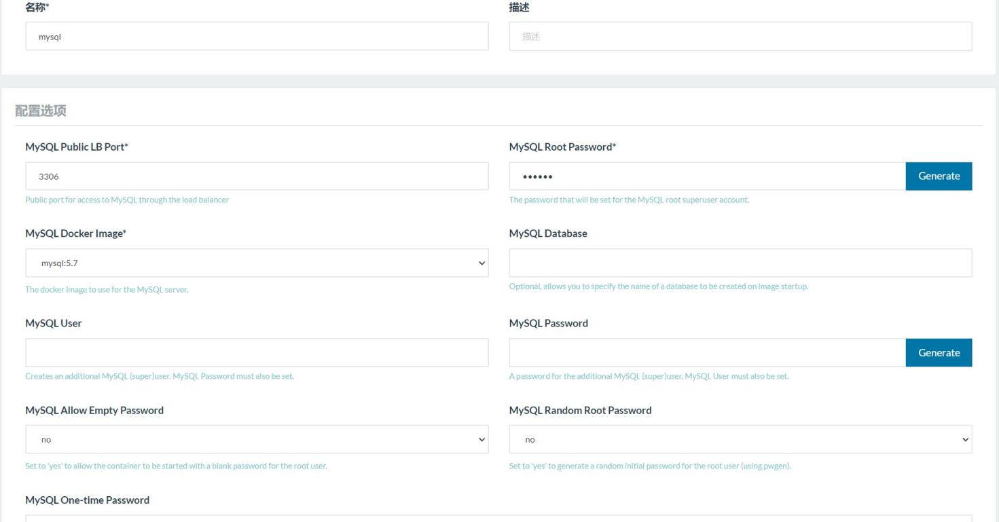 名称*
描述
mysql
描述
配置选项
MySQL Public LB Port*
MySQL Root Password*
3306
••••••
Generate
Public port for access to MySQL through the load balancer
The password that will be set for the MySQL root superuser account.
MySQL Docker Image*
MySQL Database
mysql:5.7
The docker image to use for the MySQL server.
Optional, allows you to specify the name of a database to be created on image startup.
MySQL User
MySQL Password
Generate
Creates an additional MySQL (super)user. MySQL Password must also be set.
A password for the additional MySQL (super)user. MySQL User must also be set.
MySQL Allow Empty Password
MySQL Random Root Password
no
no
Set to 'yes' to allow the container to be started with a blank password for the root user.
Set to 'yes' to generate a random initial password for the root user (using pwgen).
MySQL One-time Password